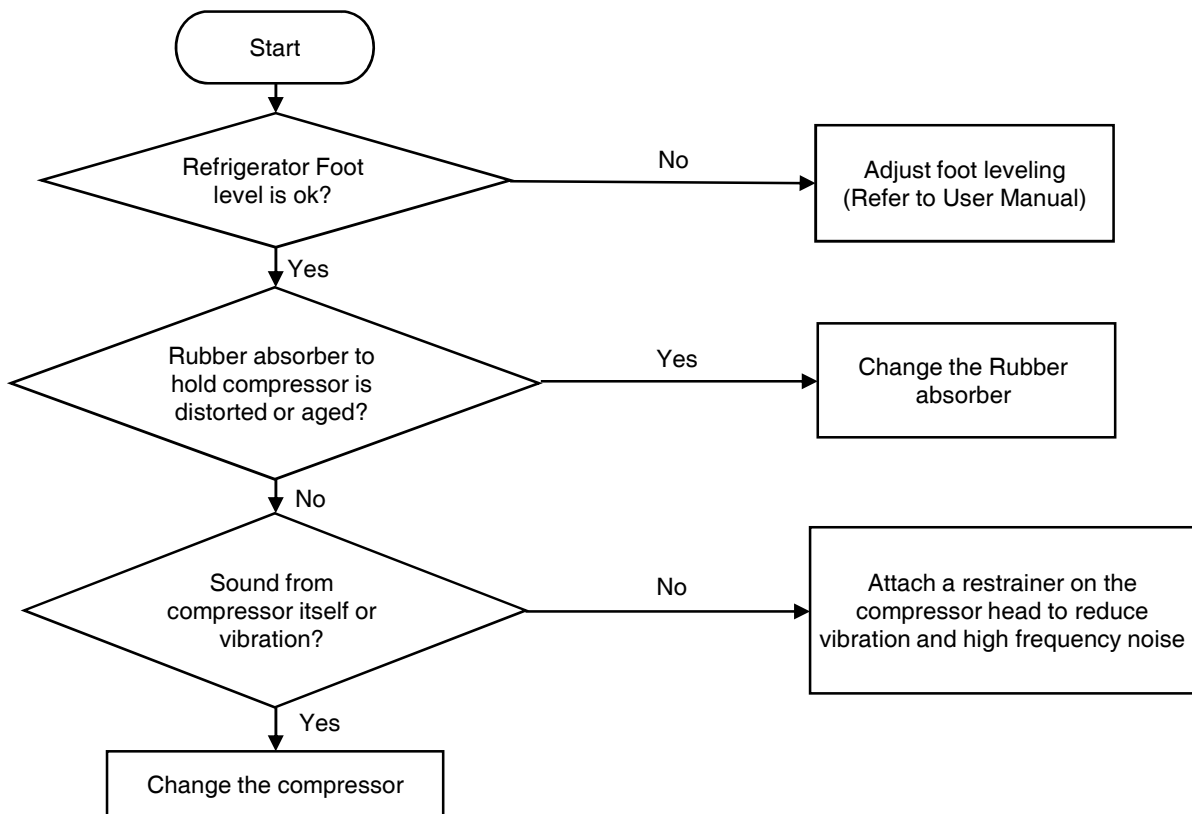 Start
Refrigerator Foot
level is ok?
No
Adjust foot leveling
(Refer to User Manual)
Yes
Rubber absorber to
hold compressor is
distorted or aged?
Yes
Change the Rubber
absorber
No
Sound from
compressor itself or
vibration?
No
Attach a restrainer on the
compressor head to reduce
vibration and high frequency noise
Yes
Change the compressor